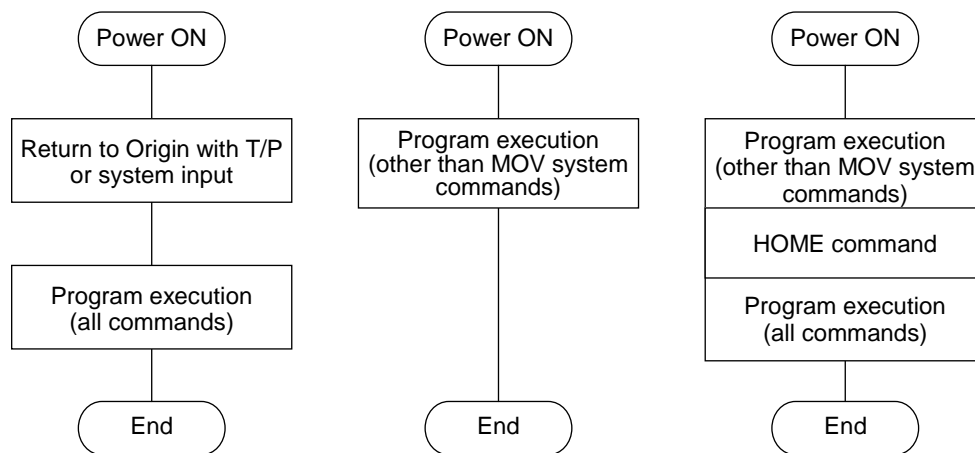 Power ON
Return to Origin with T/P
or system input
Program execution
(all commands)
End
Power ON
Program execution
(other than MOV system
commands)
End
Power ON
Program execution
(other than MOV system
commands)
HOME command
Program execution
(all commands)
End